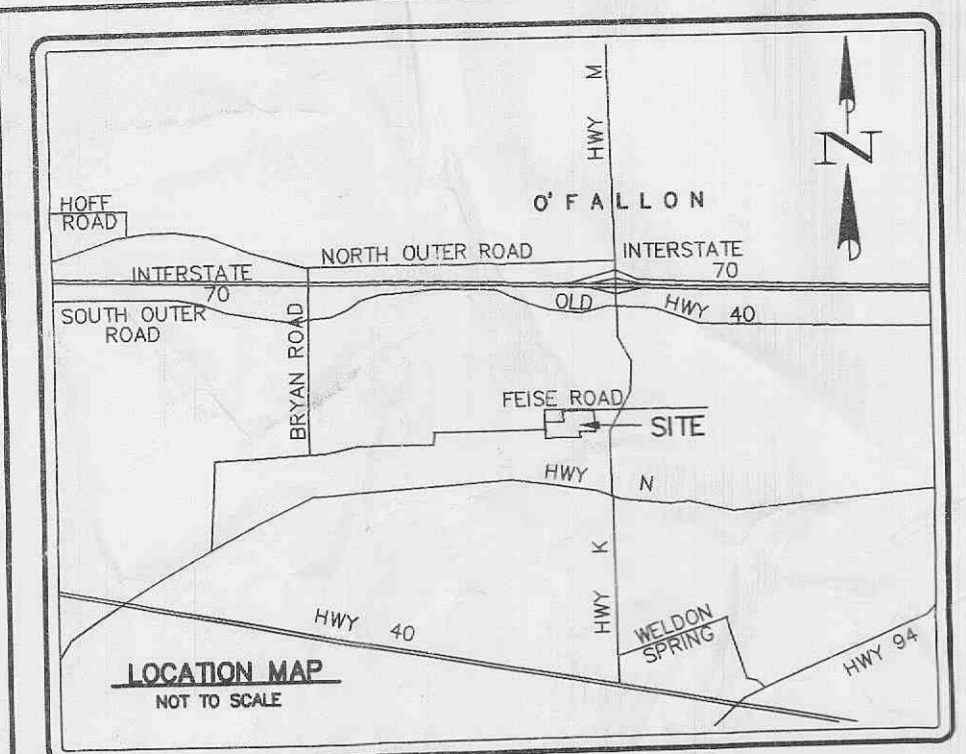 HWY M
N
HOFF
ROAD
O'FALLON
NORTH OUTER ROAD
INTERSTATE
70
INTERSTATE
70
SOUTH OUTER
ROAD
OLD HWY 40
BRYAN ROAD
FEISE ROAD
SITE
HWY N
HWY K
HWY 40
WELDON
SPRING
HWY 94
LOCATION MAP
NOT TO SCALE